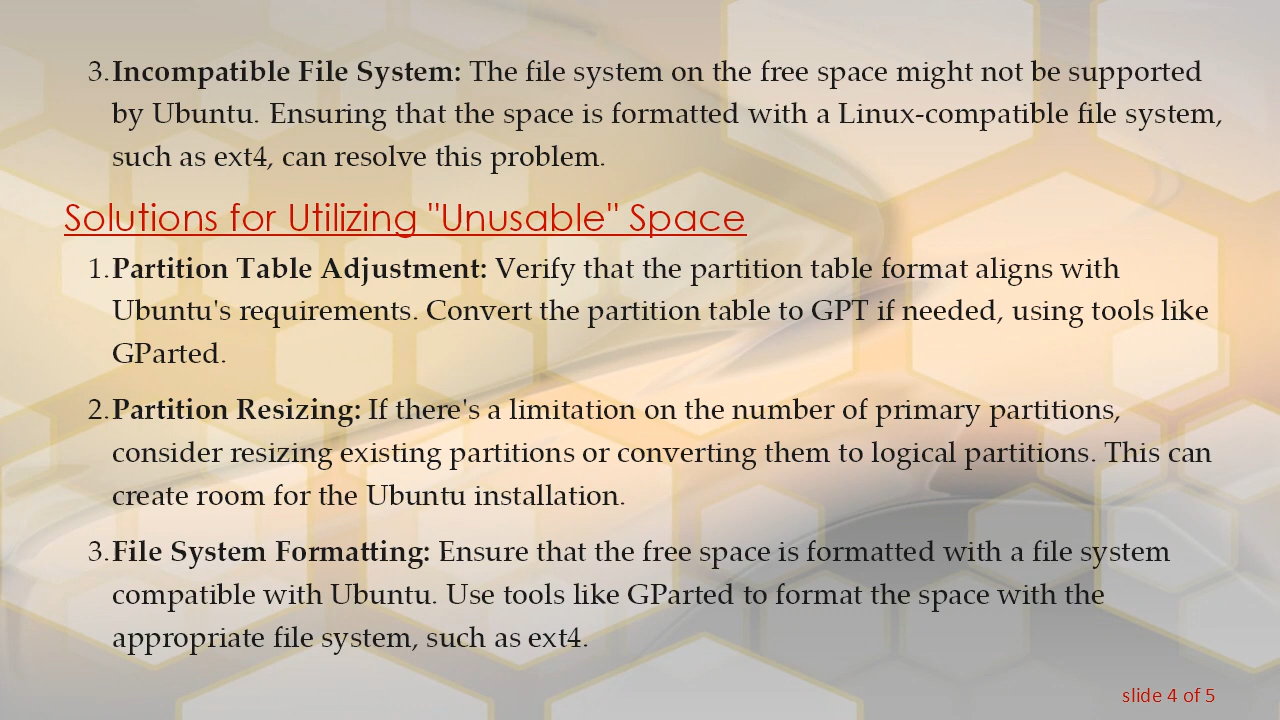 3. Incompatible File System: The file system on the free space might not be supported
by Ubuntu. Ensuring that the space is formatted with a Linux-compatible file system,
such as ext4, can resolve this problem.
Solutions for Utilizing "Unusable" Space
1. Partition Table Adjustment: Verify that the partition table format aligns with
Ubuntu's requirements. Convert the partition table to GPT if needed, using tools like
GParted.
2. Partition Resizing: If there's a limitation on the number of primary partitions,
consider resizing existing partitions or converting them to logical partitions. This can
create room for the Ubuntu installation.
3. File System Formatting: Ensure that the free space is formatted with a file system
compatible with Ubuntu. Use tools like GParted to format the space with the
appropriate file system, such as ext4.
slide 4 of 5